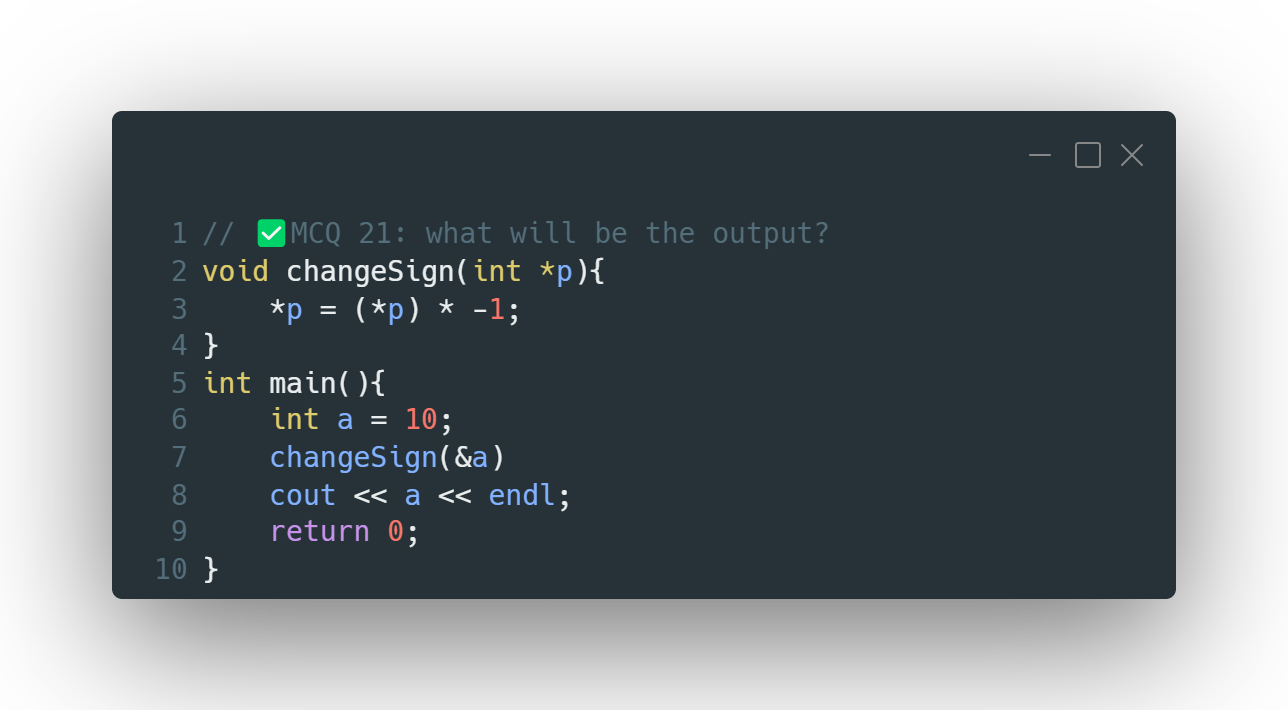 1 // ✅MCQ 21: what will be the output?
2 void changeSign(int *p){
3     *p = (*p) * -1;
4 }
5 int main(){
6     int a = 10;
7     changeSign(&a)
8     cout << a << endl;
9     return 0;
10 }